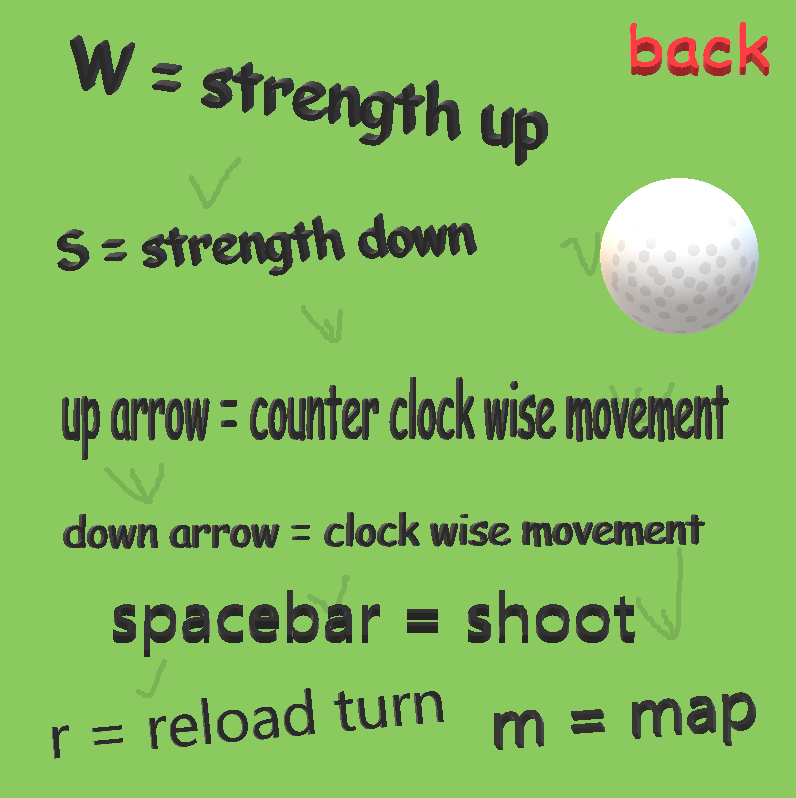 back
W = strength up
S = strength down
up arrow = counter clock wise movement
down arrow = clock wise movement
spacebar = shoot
r = reload turn
m = map